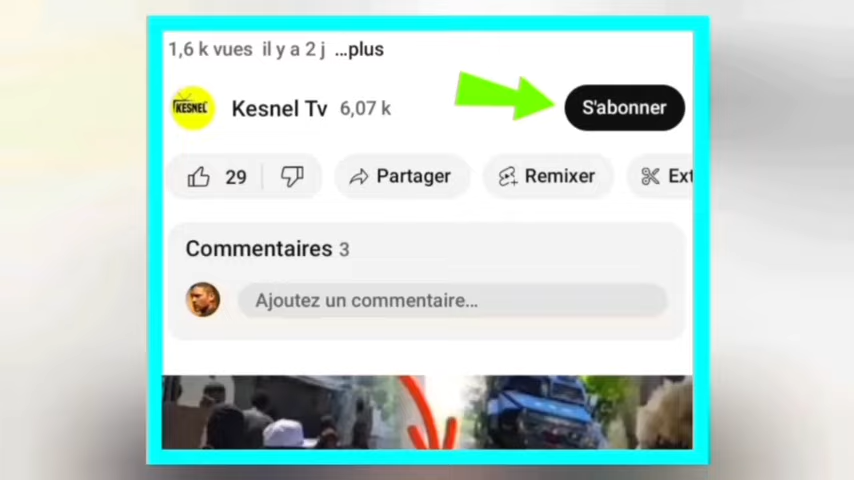 1,6 k vues il y a 2 j ...plus
KESNEL
Kesnel Tv 6,07 k
S'abonner
29
Partager
Remixer
Ext
Commentaires 3
Ajoutez un commentaire...